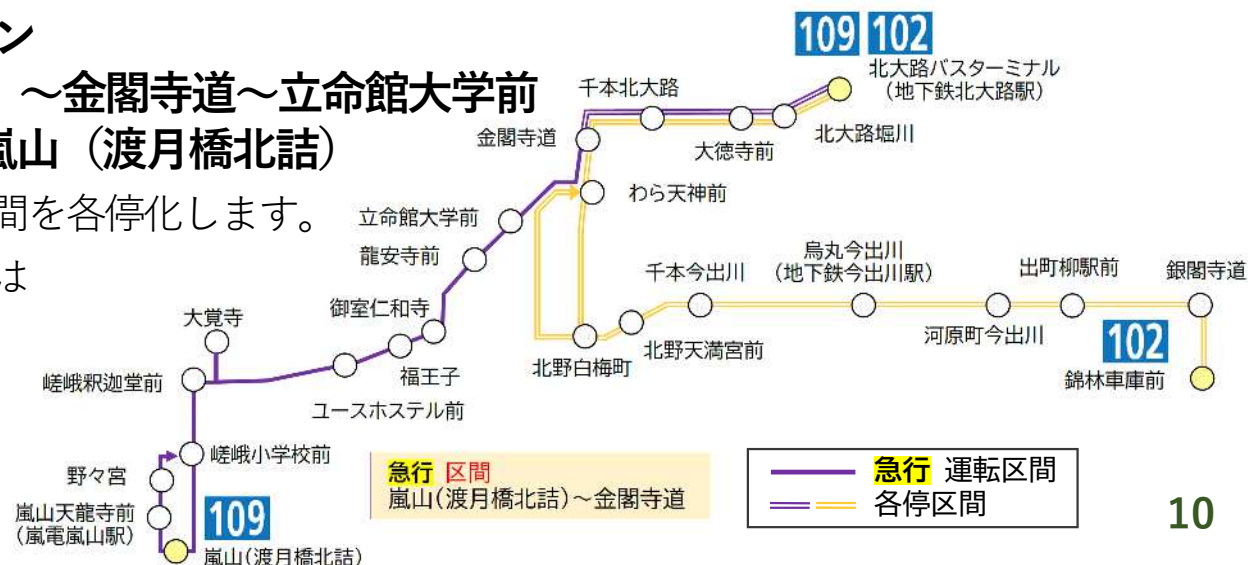 ン
～金閣寺道～立命館大学前
嵐山（渡月橋北詰）
間を各停化します。
は
109 102
北大路バスターミナル
（地下鉄北大路駅）
千本北大路
金閣寺道
大徳寺前
北大路堀川
わら天神前
立命館大学前
龍安寺前
御室仁和寺
大覚寺
嵯峨釈迦堂前
福王子
ユースホステル前
千本今出川
烏丸今出川
（地下鉄今出川駅）
出町柳駅前
銀閣寺道
北野白梅町
北野天満宮前
河原町今出川
102
錦林車庫前
嵯峨小学校前
野々宮
嵐山天龍寺前
（嵐電嵐山駅）
109
嵐山(渡月橋北詰)
急行 区間
嵐山(渡月橋北詰)～金閣寺道
急行 運転区間
各停区間
10